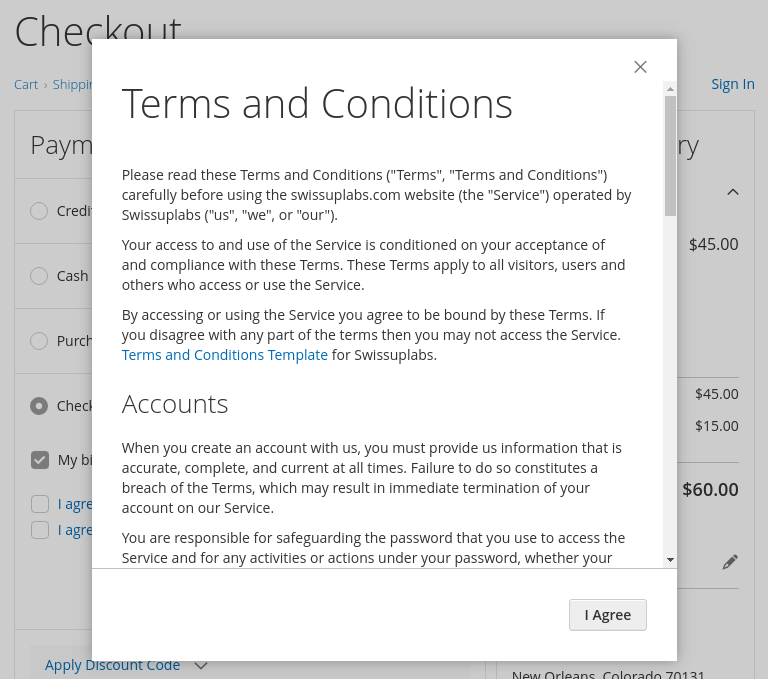 Checkout
Cart › Shippin
Sign In
Paym
ry
Credi
Cash
Purch
Check
My bi
I agre
I agre
$45.00
$45.00
$15.00
$60.00
Apply Discount Code
New Orleans, Colorado 70131
Terms and Conditions
Please read these Terms and Conditions ("Terms", "Terms and Conditions")
carefully before using the swissuplabs.com website (the "Service") operated by
Swissuplabs ("us", "we", or "our").
Your access to and use of the Service is conditioned on your acceptance of
and compliance with these Terms. These Terms apply to all visitors, users and
others who access or use the Service.
By accessing or using the Service you agree to be bound by these Terms. If
you disagree with any part of the terms then you may not access the Service.
Terms and Conditions Template for Swissuplabs.
Accounts
When you create an account with us, you must provide us information that is
accurate, complete, and current at all times. Failure to do so constitutes a
breach of the Terms, which may result in immediate termination of your
account on our Service.
You are responsible for safeguarding the password that you use to access the
Service and for any activities or actions under your password, whether your
I Agree